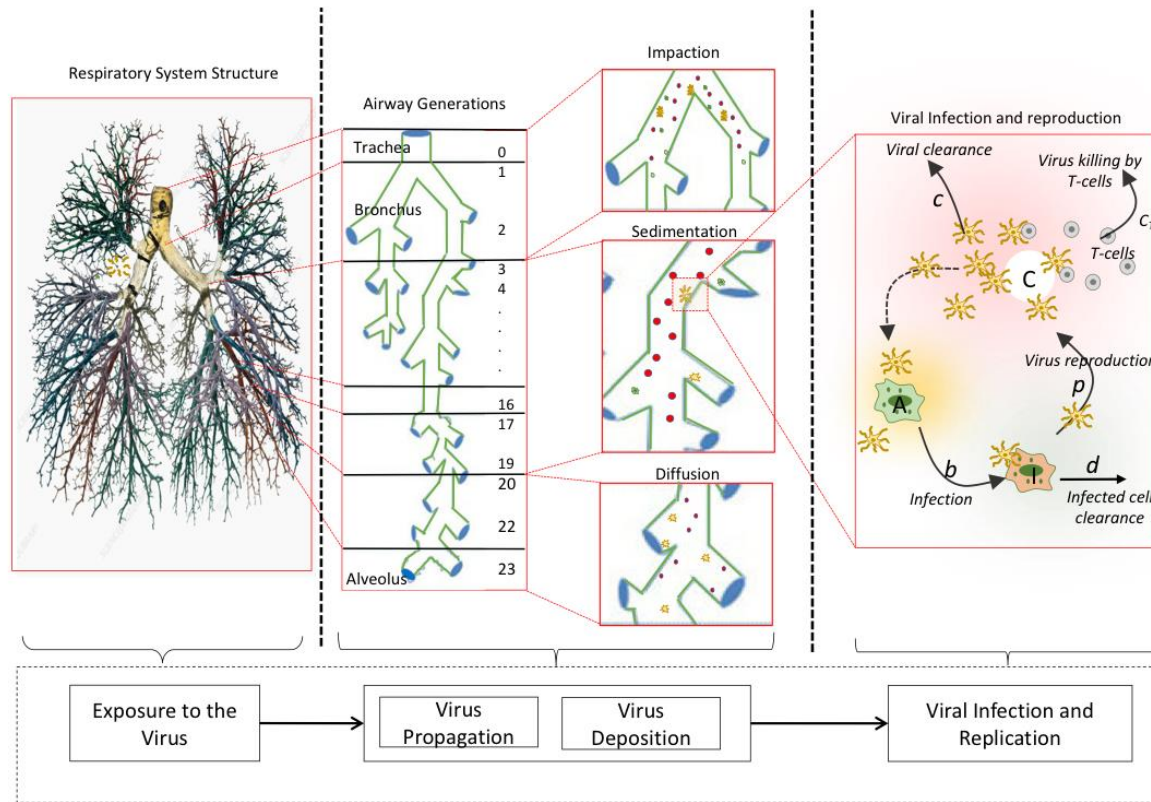 Respiratory System Structure
Airway Generations
Trachea
0
1
Bronchus
2
3
4
.
.
.
.
16
17
19
20
22
Alveolus
23
Impaction
Sedimentation
Diffusion
Viral Infection and reproduction
Viral clearance
c
Virus killing by
T-cells
T-cells
C
Virus reproduction
p
A
b
Infection
I
d
Infected cell
clearance
Exposure to the
Virus
Virus
Propagation
Virus
Deposition
Viral Infection and
Replication